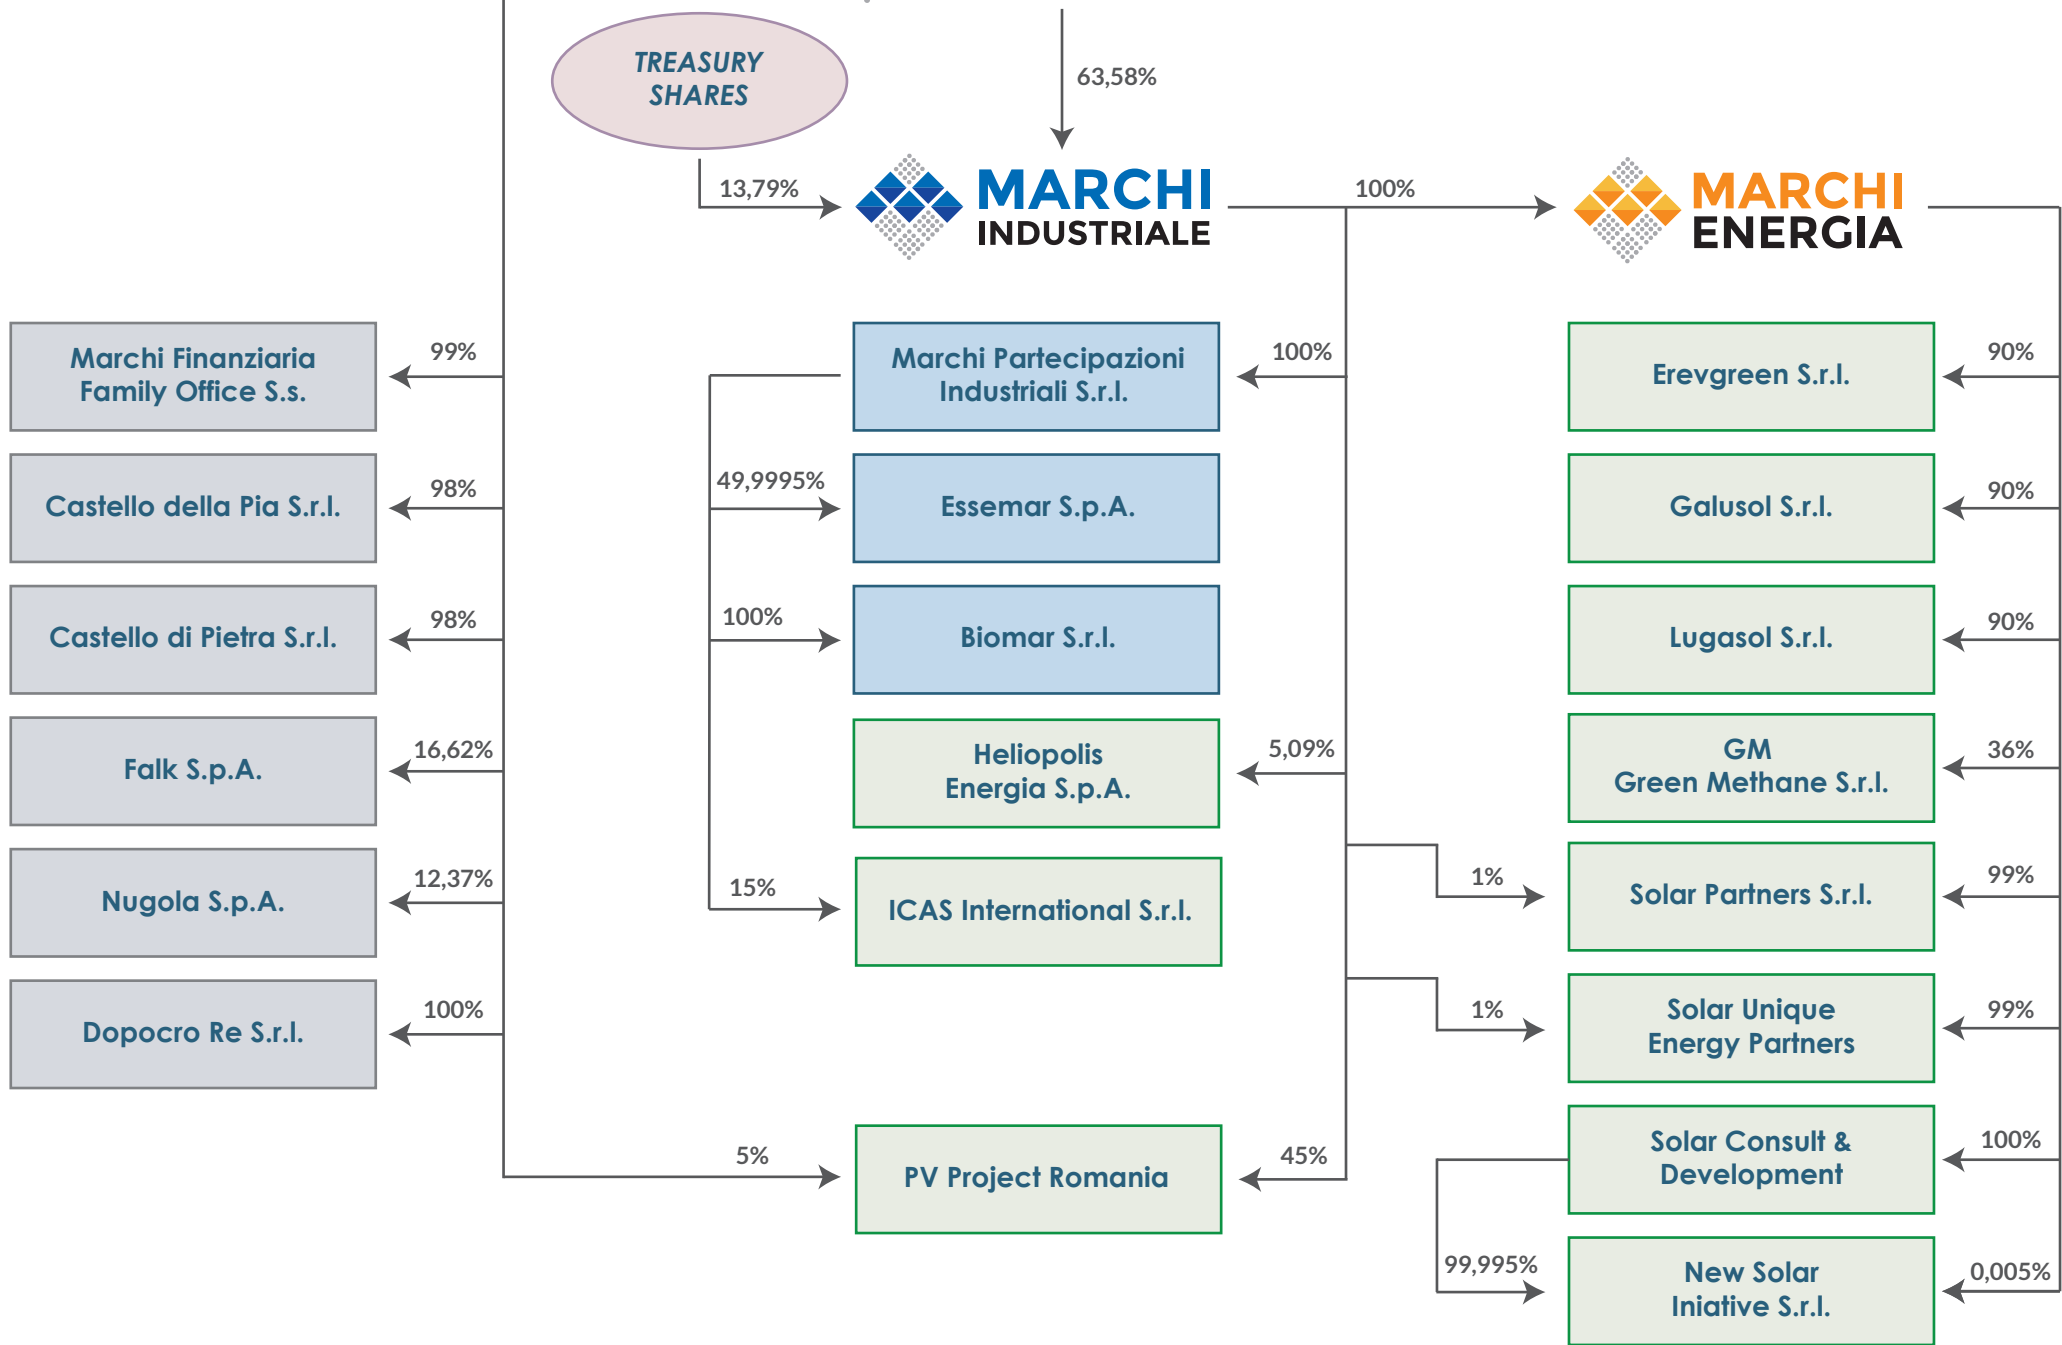 TREASURY
SHARES
63,58%
13,79%
MARCHI
INDUSTRIALE
100%
MARCHI
ENERGIA
Marchi Finanziaria
Family Office S.s.
99%
Marchi Partecipazioni
Industriali S.r.l.
100%
Erevgreen S.r.l.
90%
Castello della Pia S.r.l.
98%
49,9995%
Essemar S.p.A.
Galusol S.r.l.
90%
Castello di Pietra S.r.l.
98%
100%
Biomar S.r.l.
Lugasol S.r.l.
90%
Falk S.p.A.
16,62%
Heliopolis
Energia S.p.A.
5,09%
GM
Green Methane S.r.l.
36%
Nugola S.p.A.
12,37%
15%
ICAS International S.r.l.
1%
Solar Partners S.r.l.
99%
Dopocro Re S.r.l.
100%
1%
Solar Unique
Energy Partners
99%
5%
PV Project Romania
45%
Solar Consult &
Development
100%
99,995%
New Solar
Iniative S.r.l.
0,005%